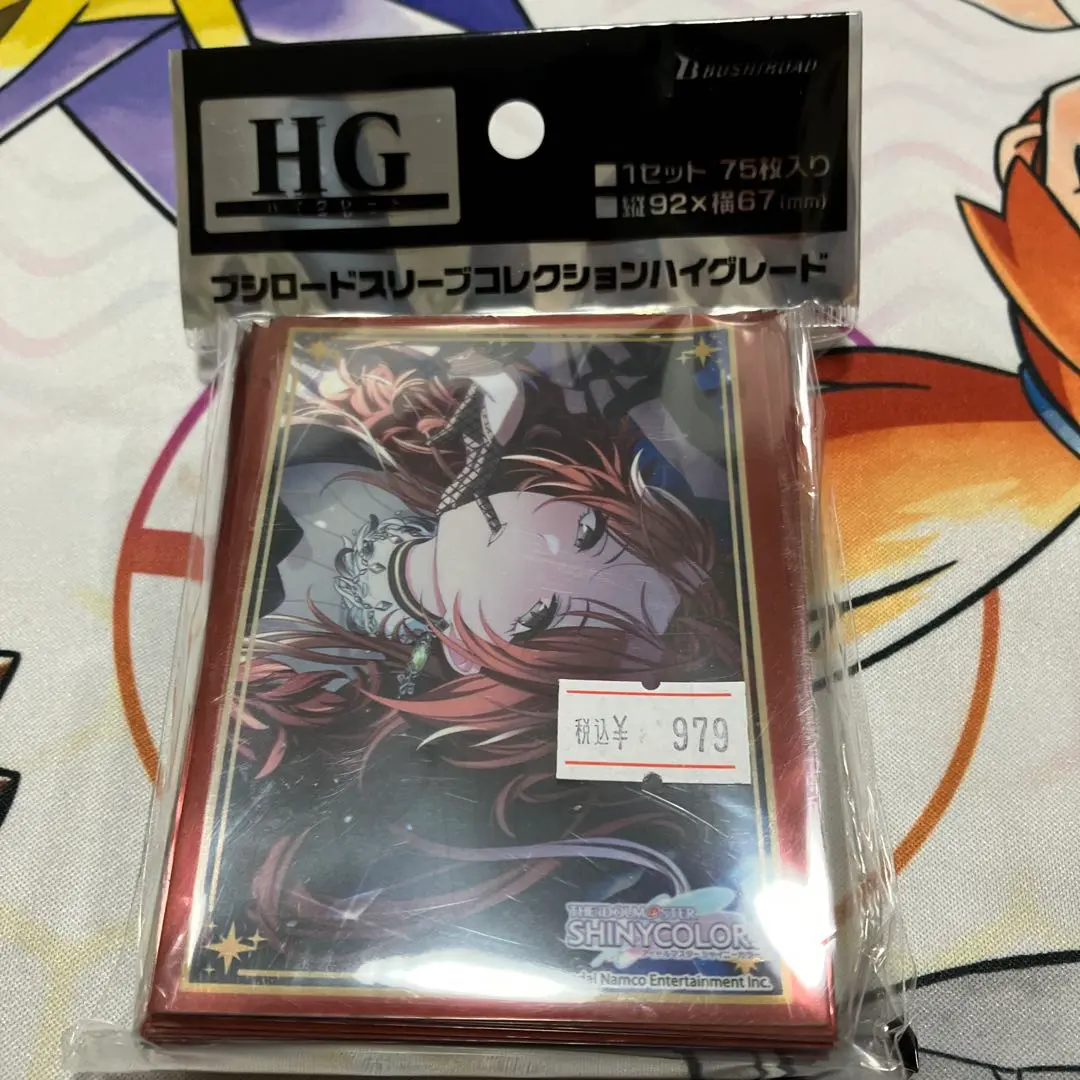 BUSHIROAD
HG
ハイグレード
1セット 75枚入り
縦92×横67(mm)
ブシロードスリーブコレクションハイグレード
税込¥ 979
THE IDOLM@STER
SHINYCOLOR
Namco Entertainment Inc.